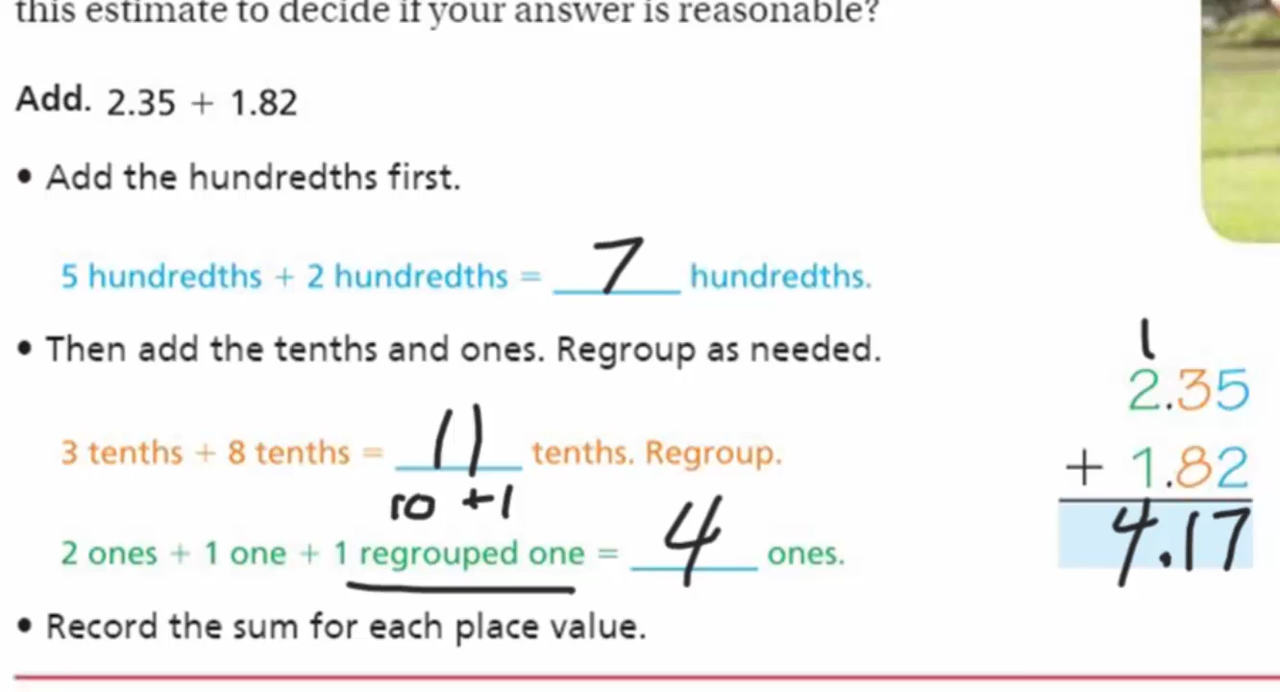 this estimate to decide if your answer is reasonable?
Add. 2.35 + 1.82
• Add the hundredths first.
5 hundredths + 2 hundredths = 7 hundredths.
• Then add the tenths and ones. Regroup as needed.
3 tenths + 8 tenths = 11 tenths. Regroup.
10 +1
2 ones + 1 one + 1 regrouped one = 4 ones.
• Record the sum for each place value.
1
2.35
+ 1.82
4.17